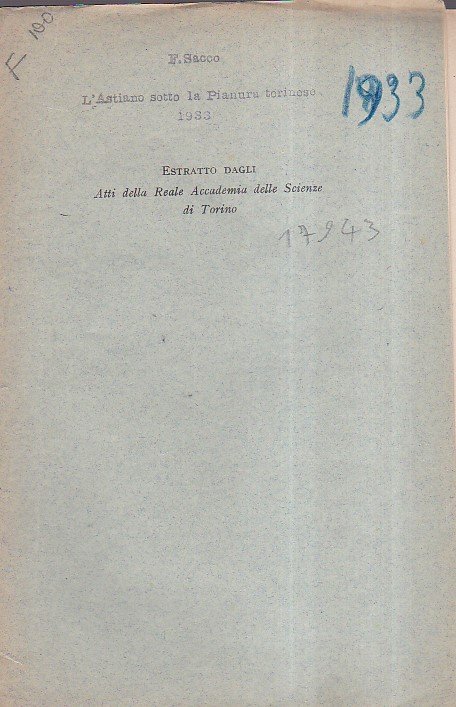 F 100
F.Sacco
L'Astiano sotto la Pianura torinese.
1933
1933
ESTRATTO DAGLI
Atti della Reale Accademia delle Scienze
di Torino
17943